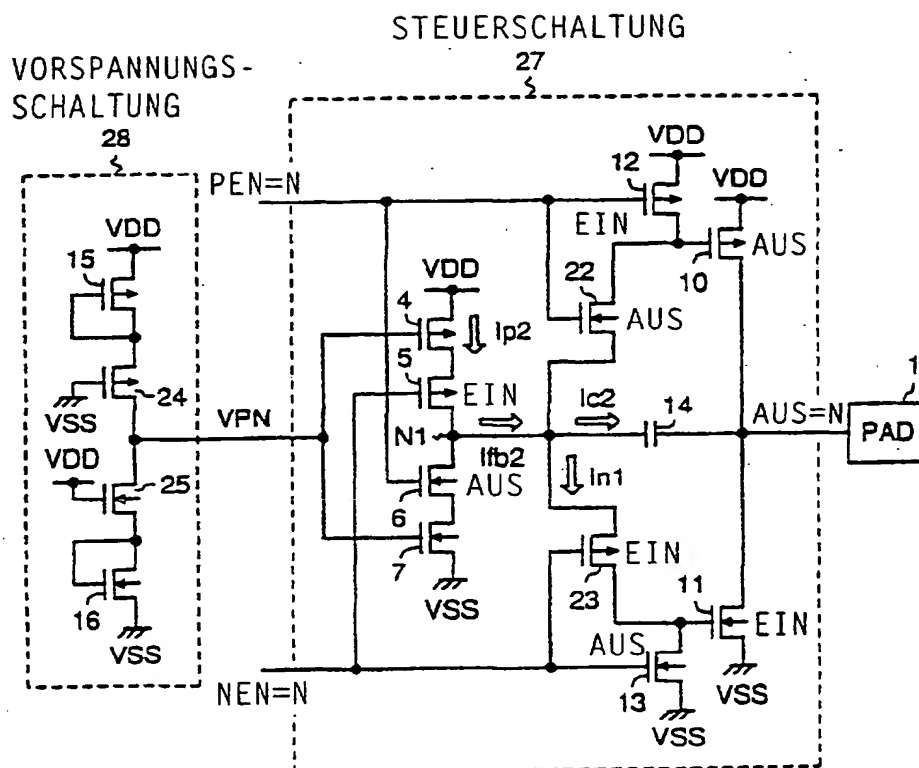 STEUERSCHALTUNG
27
VORSPANNUNGS-
SCHALTUNG
28
VDD
12
PEN=N
EIN
VDD
AUS
10
VDD
15
22
AUS
VDD
4
Ip2
5
EIN
24
VSS
VPN
N1
Ifb2
Ic2
14
AUS=N
1
PAD
VDD
25
AUS
6
In1
7
VSS
EIN
23
11
EIN
16
VSS
AUS
13
VSS
VSS
NEN=N